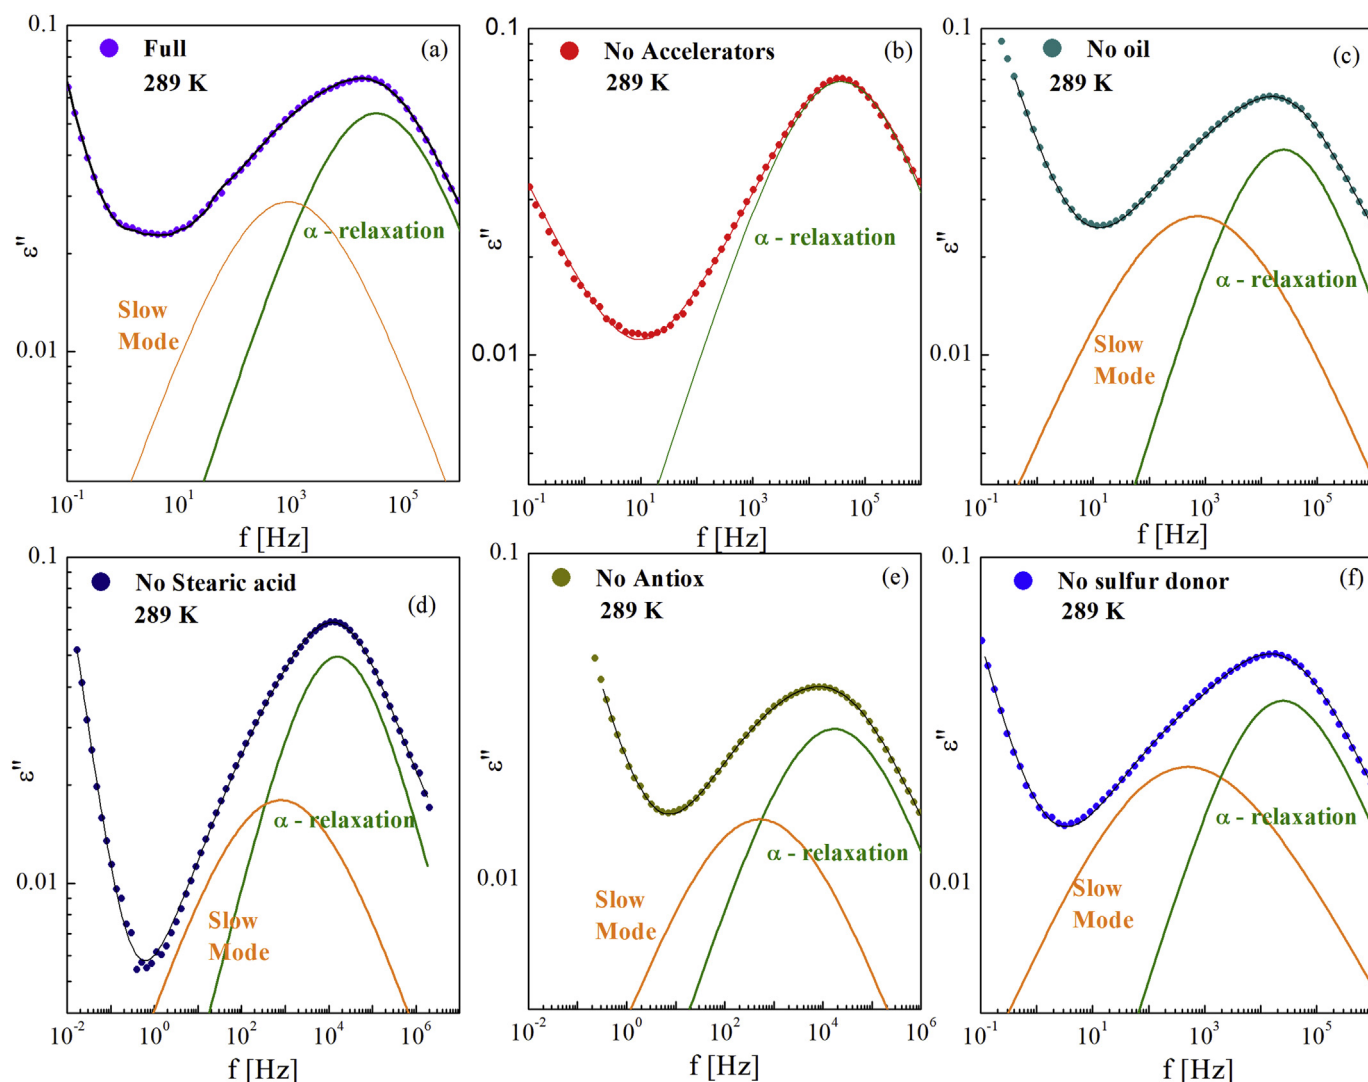 0.1
Full
289 K
(a)
ε"
α - relaxation
Slow
Mode
0.01
10⁻¹ 10¹ 10³ 10⁵
f [Hz]
0.1
No Accelerators
289 K
(b)
ε"
α - relaxation
0.01
10⁻¹ 10¹ 10³ 10⁵
f [Hz]
0.1
No oil
289 K
(c)
ε"
α - relaxation
Slow
Mode
0.01
10⁻¹ 10¹ 10³ 10⁵
f [Hz]
0.1
No Stearic acid
289 K
(d)
ε"
α - relaxation
Slow
Mode
0.01
10⁻² 10⁰ 10² 10⁴ 10⁶
f [Hz]
0.1
No Antiox
289 K
(e)
ε"
α - relaxation
Slow
Mode
0.01
10⁻² 10⁰ 10² 10⁴ 10⁶
f [Hz]
0.1
No sulfur donor
289 K
(f)
ε"
α - relaxation
Slow
Mode
0.01
10⁻¹ 10¹ 10³ 10⁵
f [Hz]